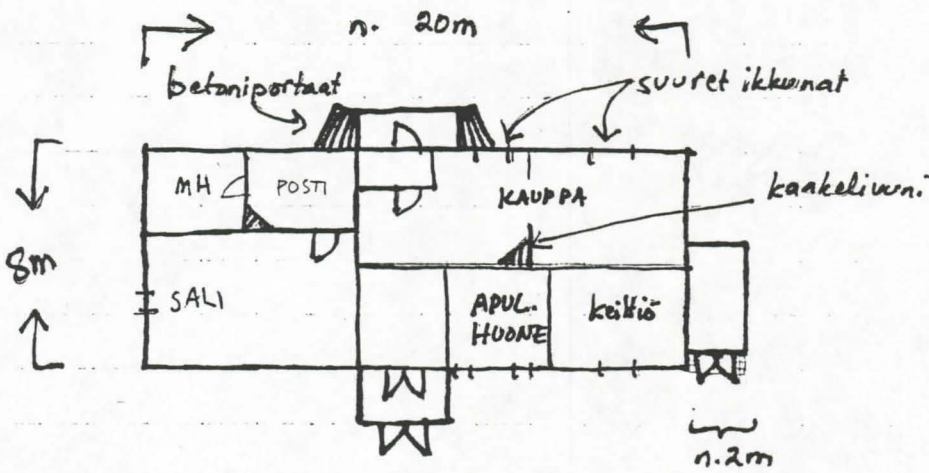 n. 20m
betoniportaat
suuret ikkunat
MH
POSTI
KAUPPA
kaakeliuuni
8m
SALI
APUL.
HUONE
keittiö
n. 2m